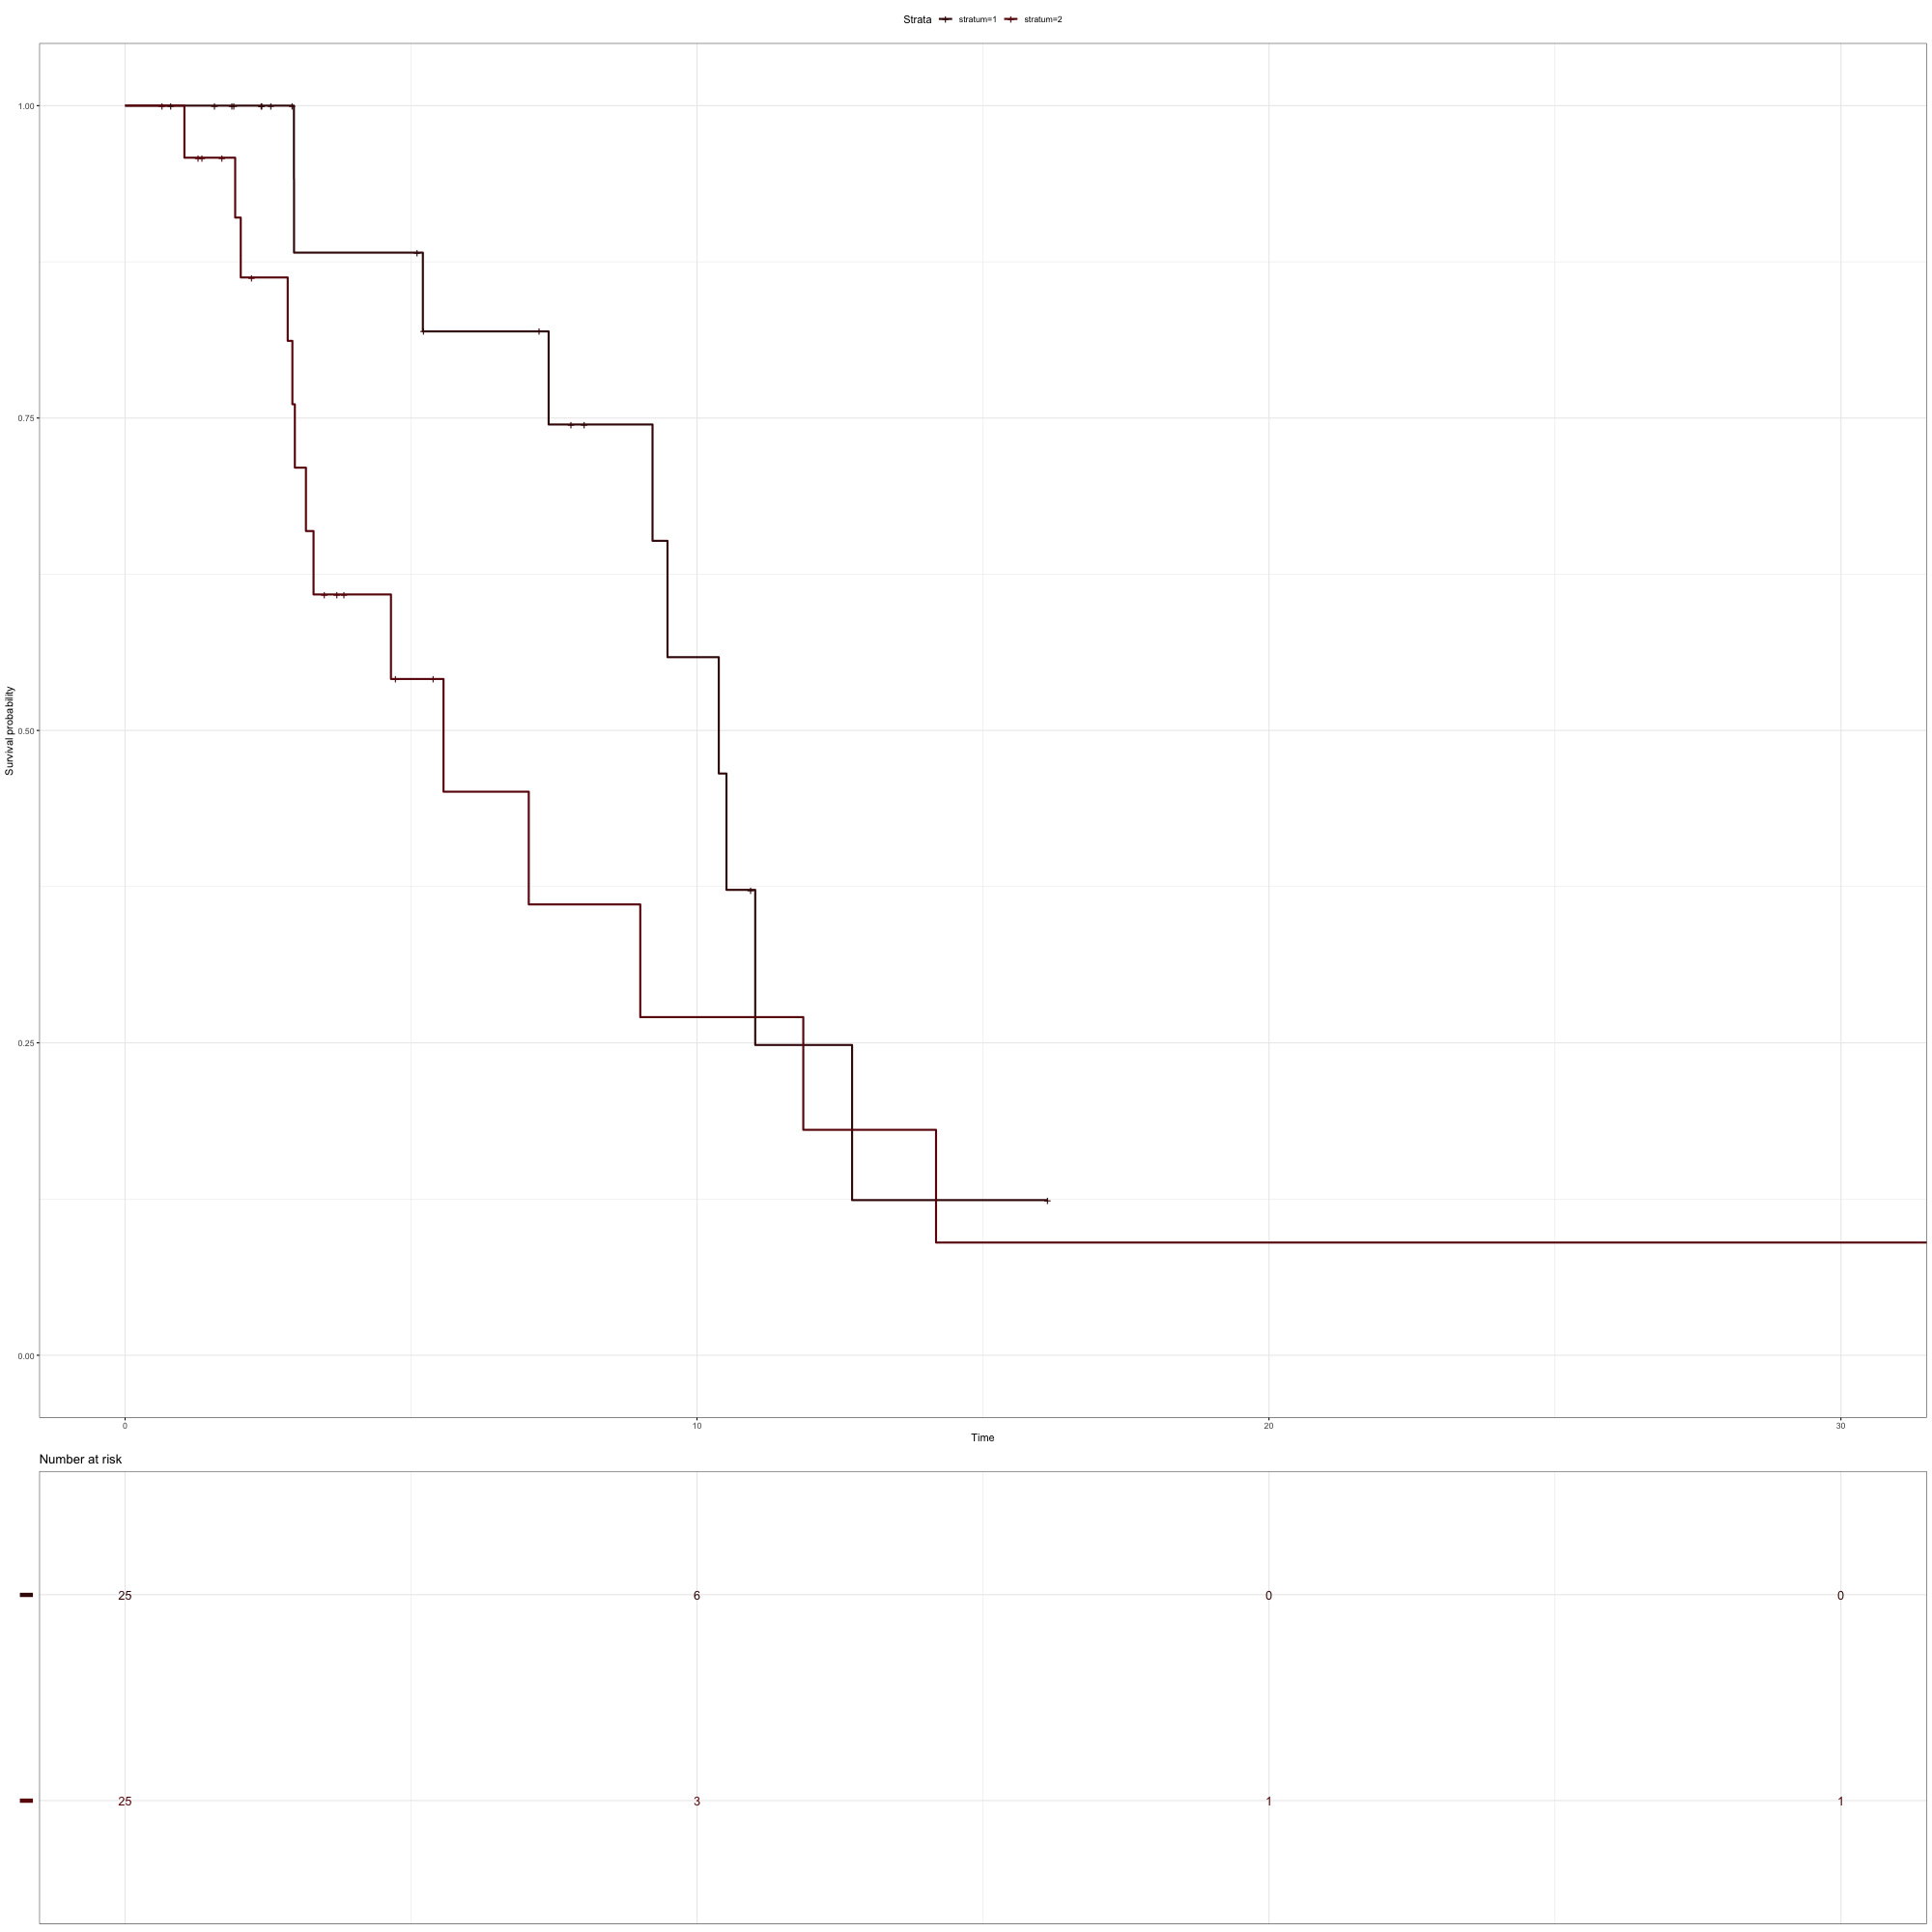 Strata stratum=1 stratum=2
1.00
0.75
0.50
0.25
0.00
Survival probability
0 10 20 30
Time
Number at risk
25 6 0 0
25 3 1 1